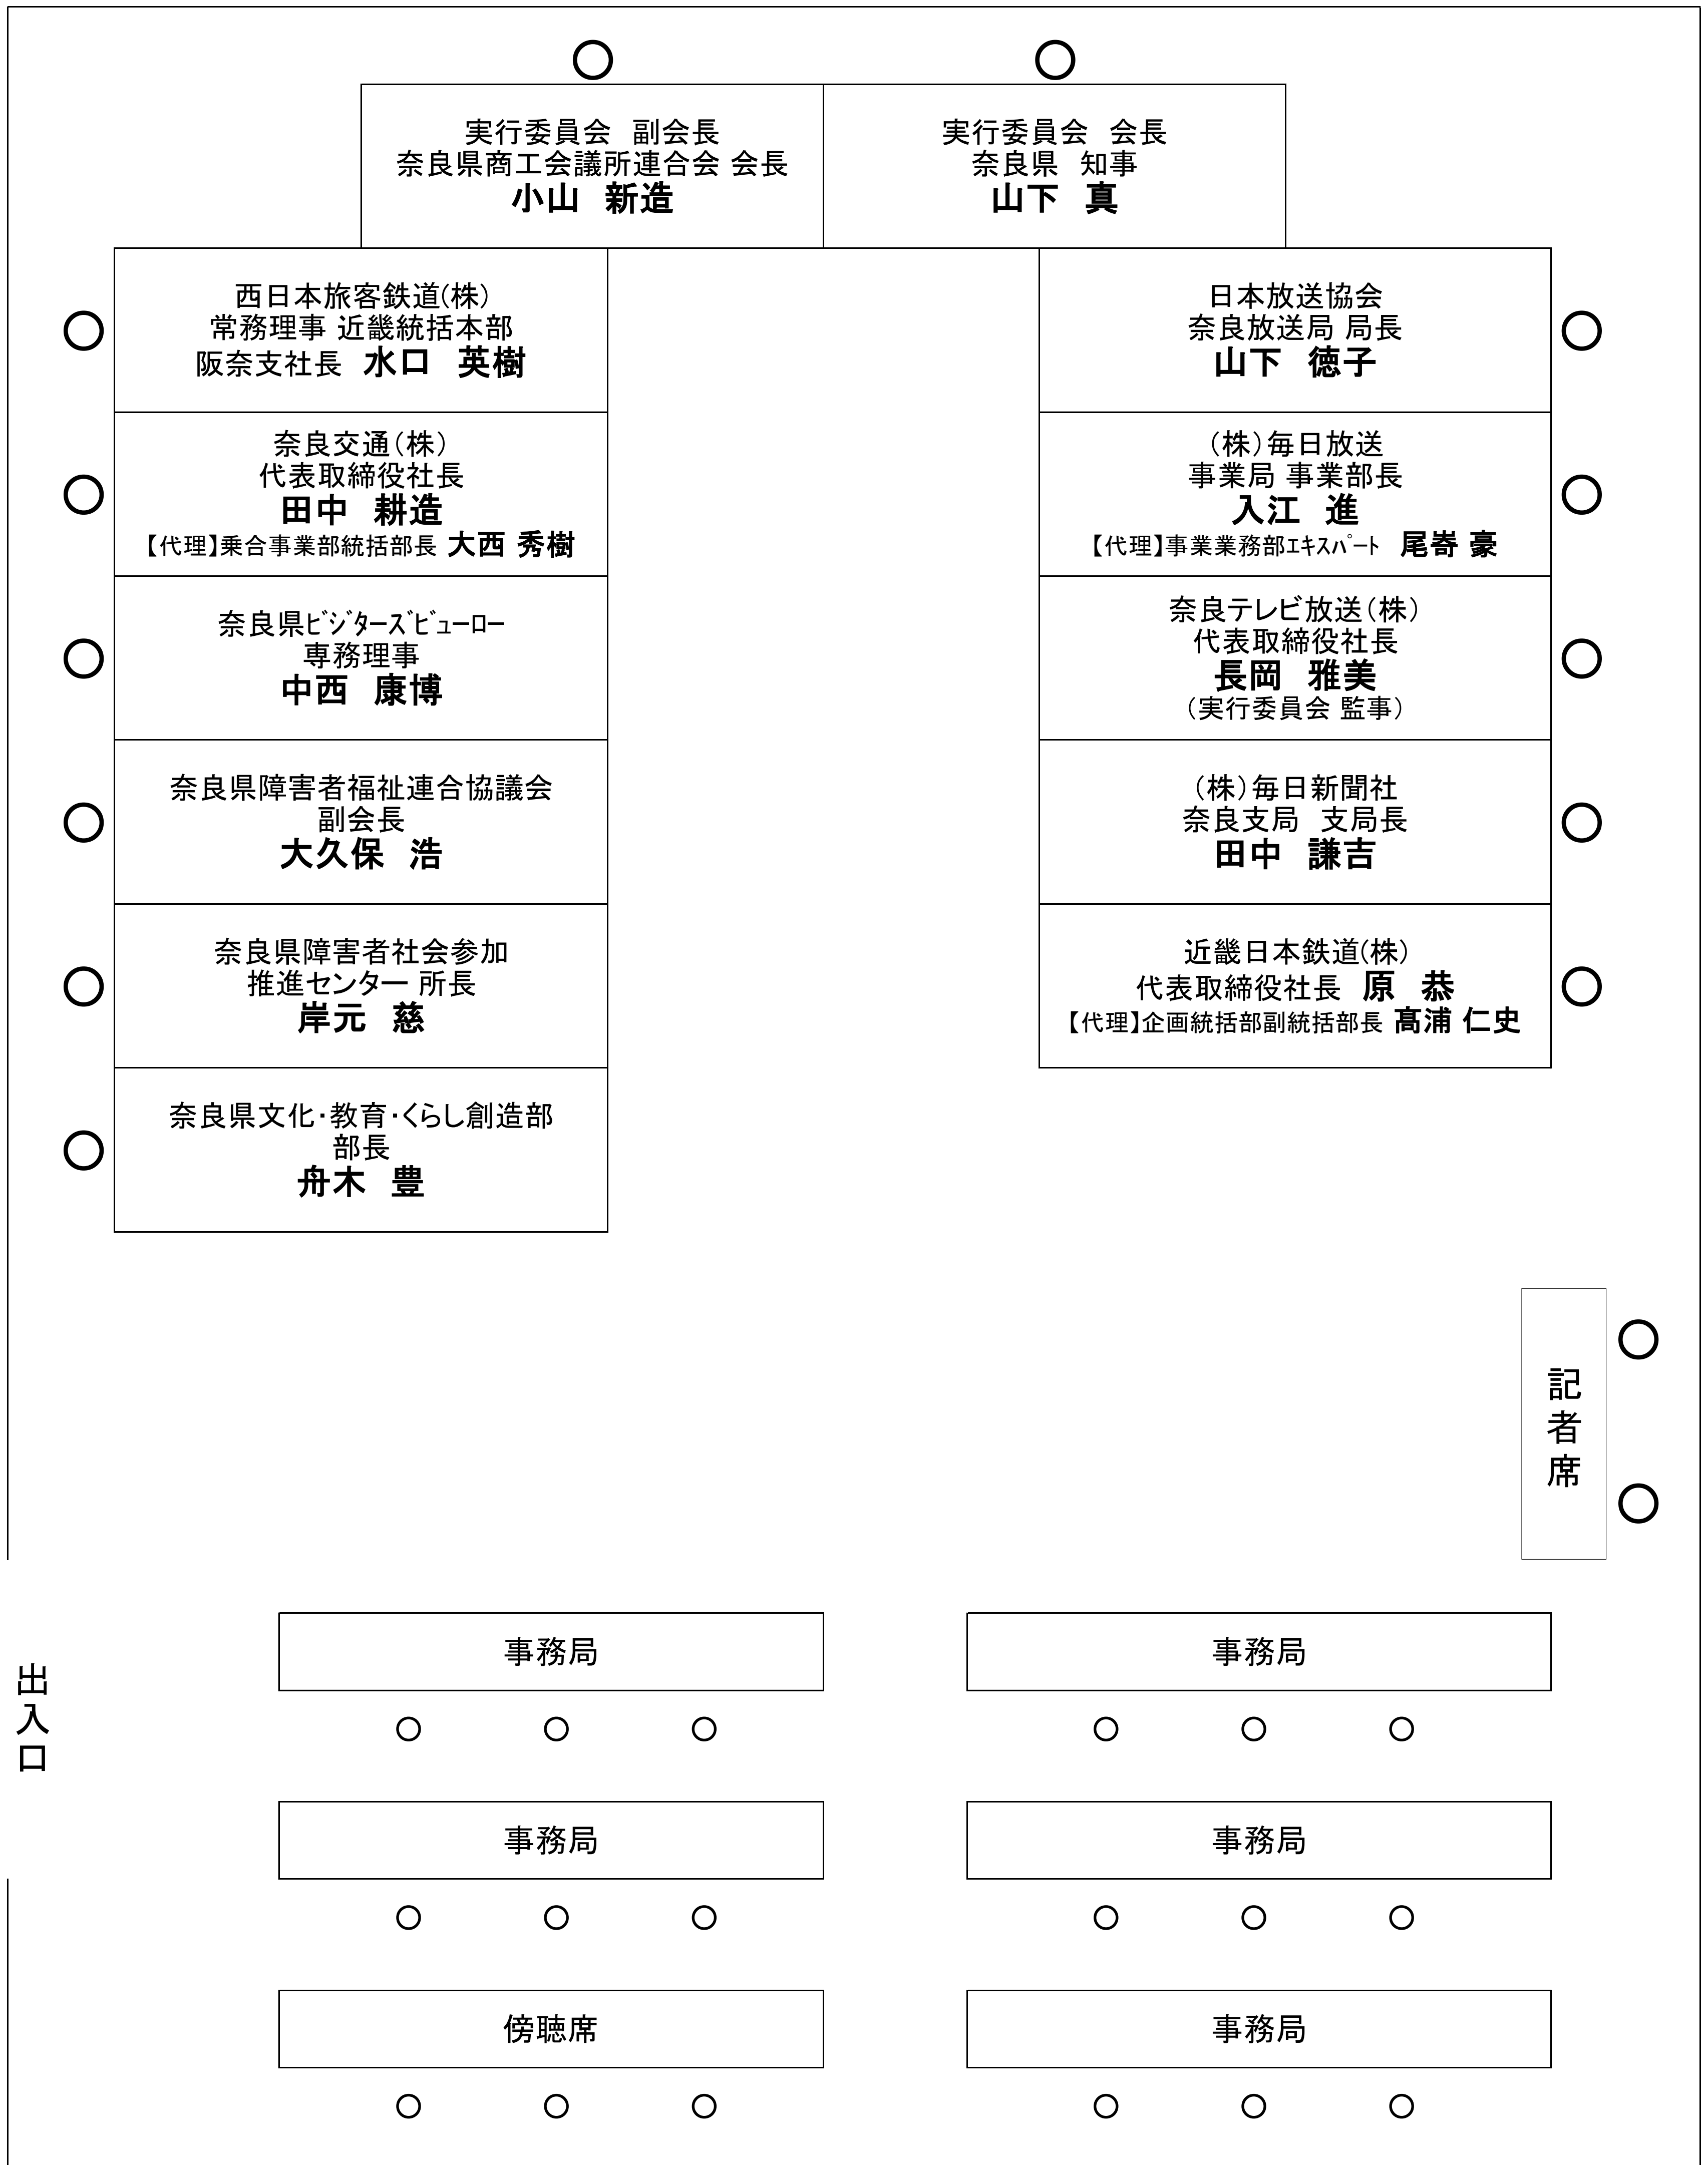 実行委員会　副会長
奈良県商工会議所連合会 会長
小山　新造
実行委員会　会長
奈良県　知事
山下　真
西日本旅客鉄道(株)
常務理事 近畿統括本部
阪奈支社長　水口　英樹
奈良交通(株)
代表取締役社長
田中　耕造
【代理】乗合事業部統括部長 大西 秀樹
奈良県ﾋﾞｼﾞﾀｰｽﾞﾋﾞｭｰﾛｰ
専務理事
中西　康博
奈良県障害者福祉連合協議会
副会長
大久保　浩
奈良県障害者社会参加
推進センター 所長
岸元　慈
奈良県文化･教育･くらし創造部
部長
舟木　豊
日本放送協会
奈良放送局 局長
山下　徳子
(株)毎日放送
事業局 事業部長
入江　進
【代理】事業業務部ｴｷｽﾊﾟｰﾄ　尾嵜 豪
奈良テレビ放送(株)
代表取締役社長
長岡　雅美
(実行委員会 監事)
(株)毎日新聞社
奈良支局　支局長
田中　謙吉
近畿日本鉄道(株)
代表取締役社長　原　恭
【代理】企画統括部副統括部長 髙浦 仁史
記者席
出入口
事務局
事務局
事務局
事務局
傍聴席
事務局